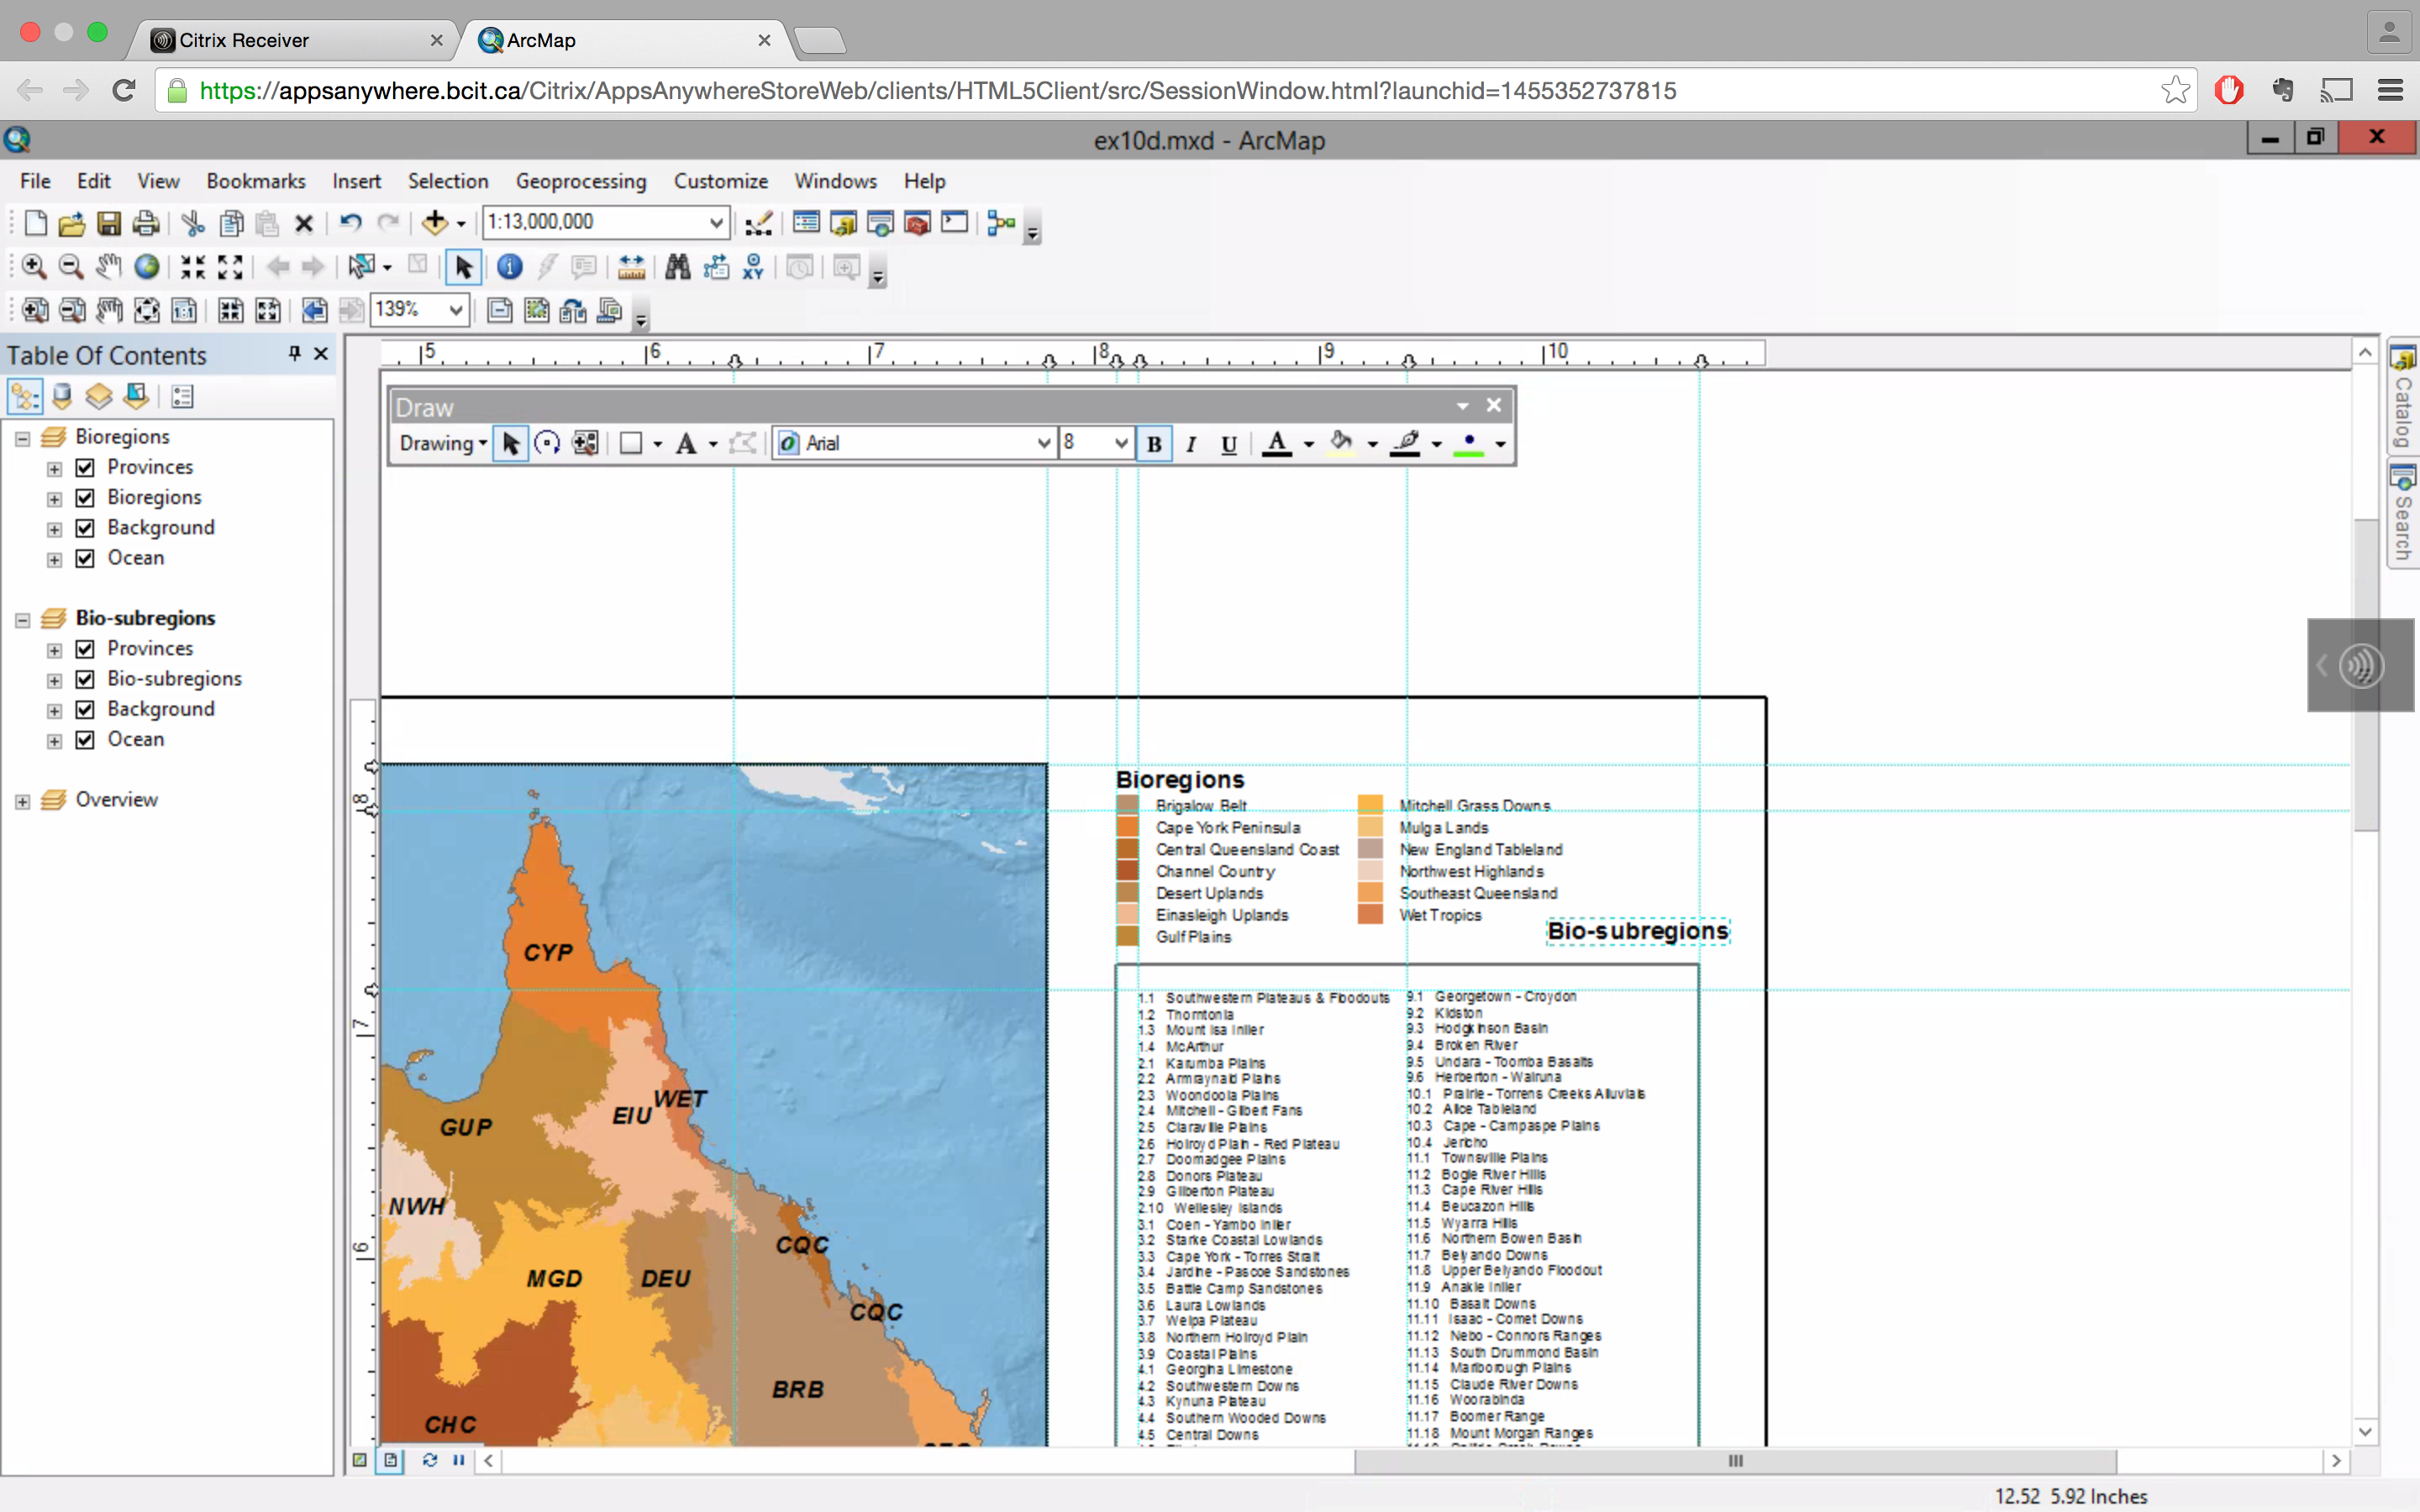 Citrix Receiver
ArcMap
https://appsanywhere.bcit.ca/Citrix/AppsAnywhereStoreWeb/clients/HTML5Client/src/SessionWindow.html?launchid=1455352737815
ex10d.mxd - ArcMap
File Edit View Bookmarks Insert Selection Geoprocessing Customize Windows Help
1:13,000,000
XY
1:1 139%
Table Of Contents
5 6 7 8 9 10
Draw
Drawing A Arial 8 B I U A
Catalog
Search
Bioregions
Provinces
Bioregions
Background
Ocean
Bio-subregions
Provinces
Bio-subregions
Background
Ocean
Overview
8
7
6
CYP
GUP
EIU
WET
NWH
CQC
MGD
DEU
CQC
BRB
CHC
Bioregions
Brigalow Belt
Cape York Peninsula
Central Queensland Coast
Channel Country
Desert Uplands
Einasleigh Uplands
Gulf Plains
Mitchell Grass Downs
Mulga Lands
New England Tableland
Northwest Highlands
Southeast Queensland
Wet Tropics
Bio-subregions
1.1 Southwestern Plateaus & Floodouts
1.2 Thorntonia
1.3 Mount Isa Inlier
1.4 McArthur
2.1 Karumba Plains
2.2 Armraynald Plains
2.3 Woondoola Plains
2.4 Mitchell - Gilbert Fans
2.5 Claraville Plains
2.6 Holroyd Plain - Red Plateau
2.7 Doomadgee Plains
2.8 Donors Plateau
2.9 Gilberton Plateau
2.10 Wellesley Islands
3.1 Coen - Yambo Inlier
3.2 Starke Coastal Lowlands
3.3 Cape York - Torres Strait
3.4 Jardine - Pascoe Sandstones
3.5 Battle Camp Sandstones
3.6 Laura Lowlands
3.7 Weipa Plateau
3.8 Northern Holroyd Plain
3.9 Coastal Plains
4.1 Georgina Limestone
4.2 Southwestern Downs
4.3 Kynuna Plateau
4.4 Southern Wooded Downs
4.5 Central Downs
9.1 Georgetown - Croydon
9.2 Kidston
9.3 Hodgkinson Basin
9.4 Broken River
9.5 Undara - Toomba Basalts
9.6 Herberton - Wairuna
10.1 Prairie - Torrens Creeks Alluvials
10.2 Alice Tableland
10.3 Cape - Campaspe Plains
10.4 Jericho
11.1 Townsville Plains
11.2 Bogie River Hills
11.3 Cape River Hills
11.4 Beucazon Hills
11.5 Wyarra Hills
11.6 Northern Bowen Basin
11.7 Belyando Downs
11.8 Upper Belyando Floodout
11.9 Anakie Inlier
11.10 Basalt Downs
11.11 Isaac - Comet Downs
11.12 Nebo - Connors Ranges
11.13 South Drummond Basin
11.14 Marlborough Plains
11.15 Claude River Downs
11.16 Woorabinda
11.17 Boomer Range
11.18 Mount Morgan Ranges
12.52 5.92 Inches